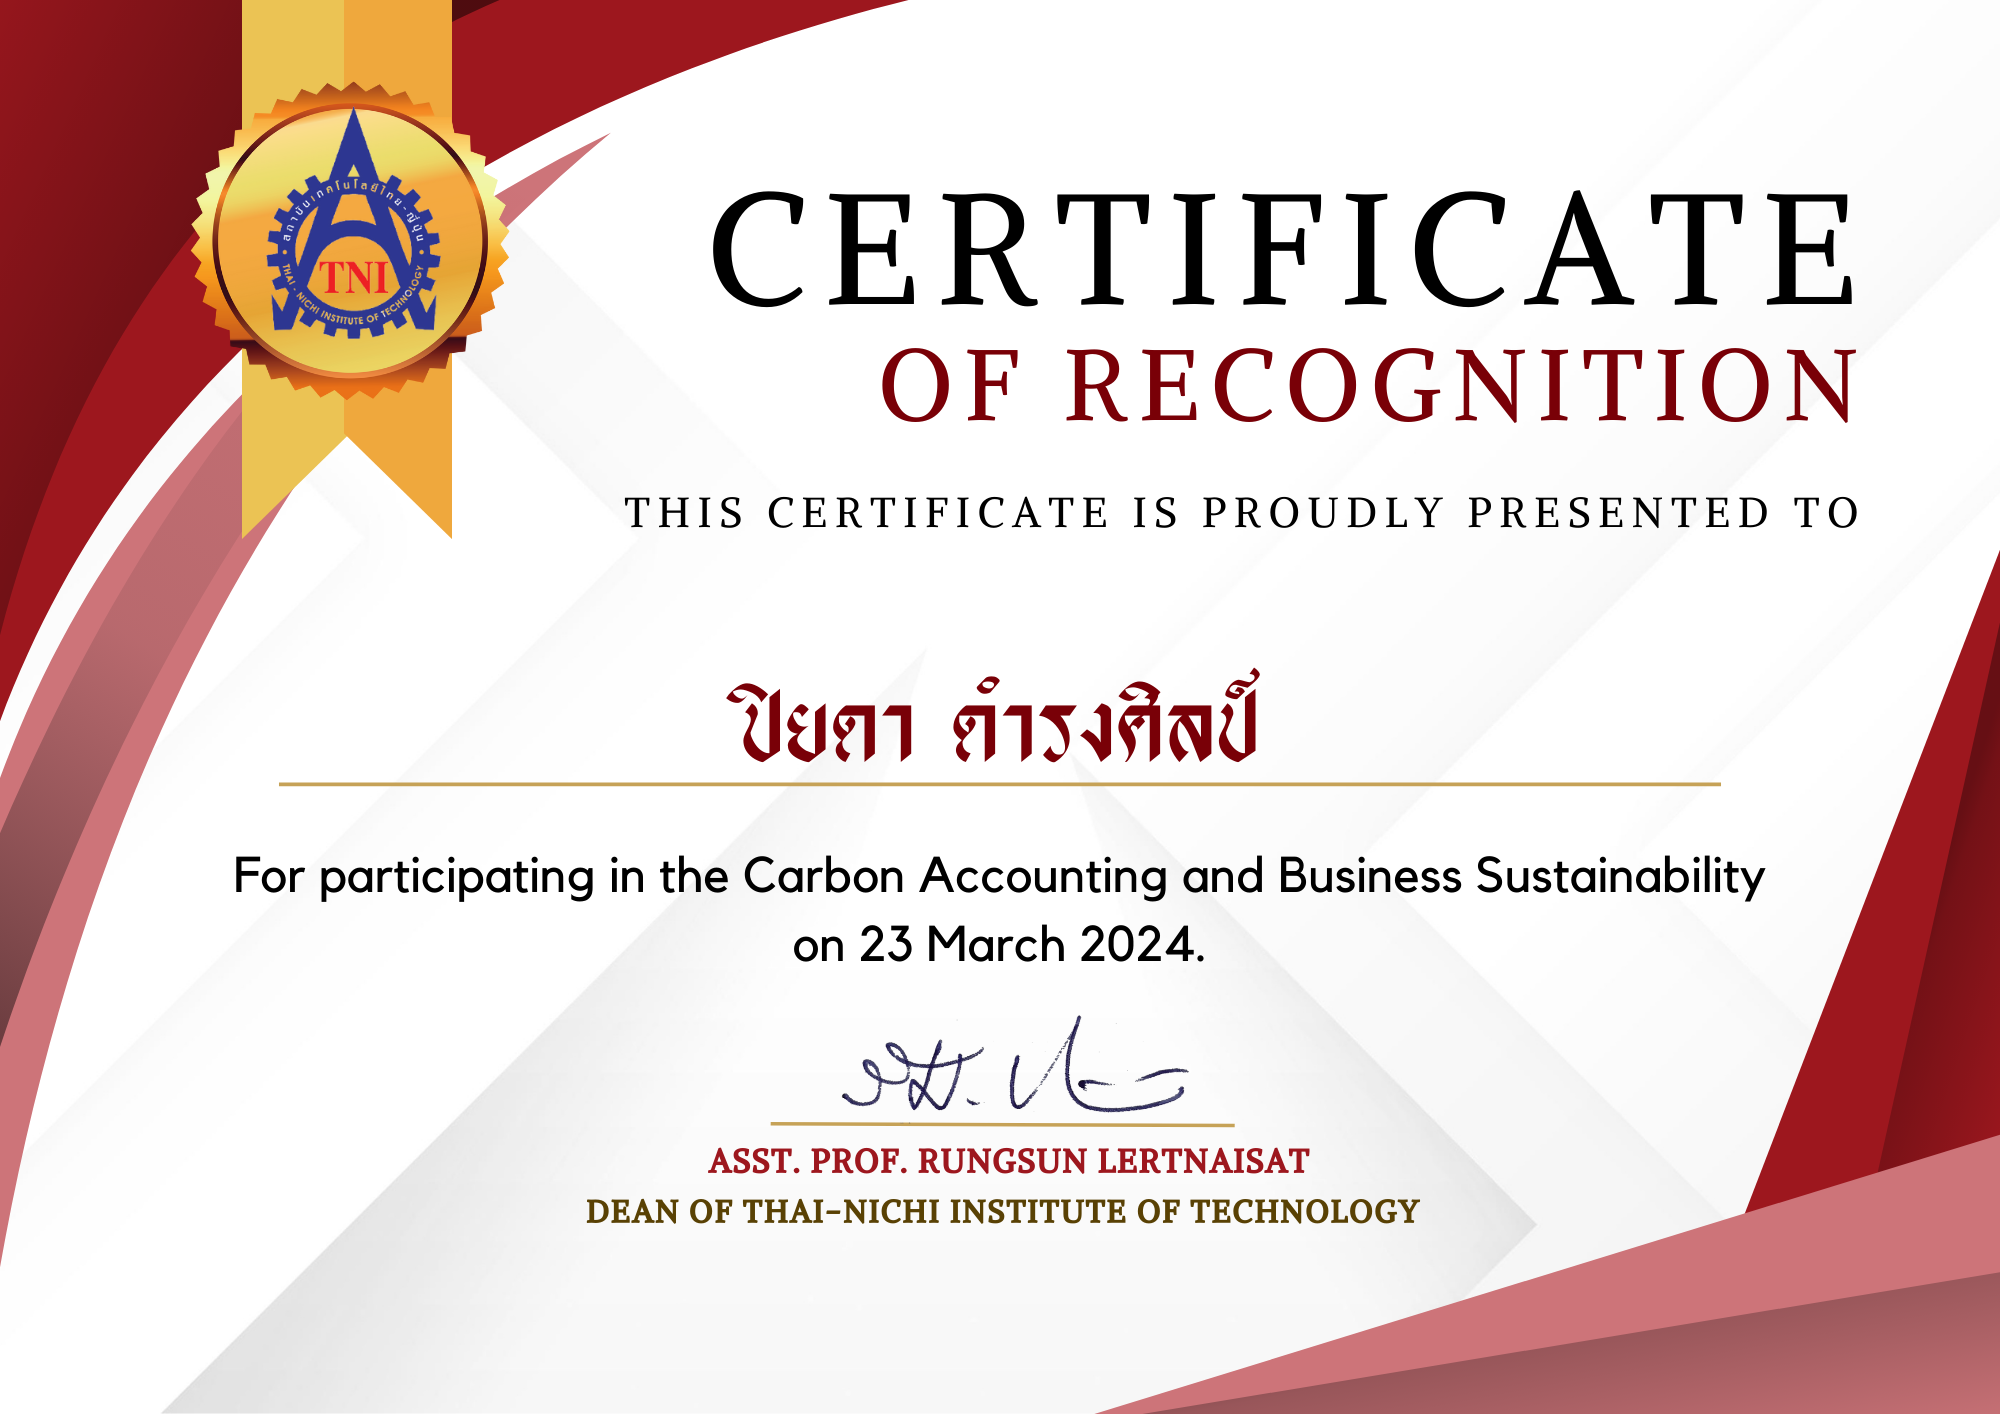 สถาบันเทคโนโลยีไทย-ญี่ปุ่น
TNI
THAI - NICHI INSTITUTE OF TECHNOLOGY
CERTIFICATE
OF RECOGNITION
THIS CERTIFICATE IS PROUDLY PRESENTED TO
ปิยดา ดำรงศิลป์
For participating in the Carbon Accounting and Business Sustainability
on 23 March 2024.
ASST. PROF. RUNGSUN LERTNAISAT
DEAN OF THAI-NICHI INSTITUTE OF TECHNOLOGY